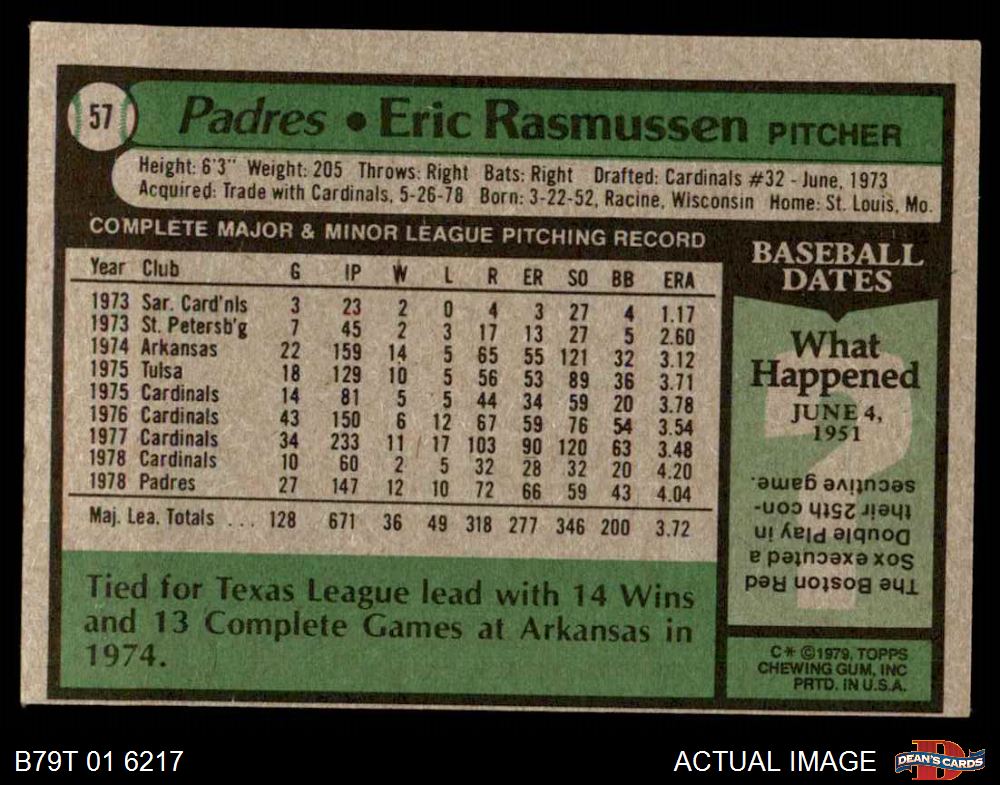 57
Padres • Eric Rasmussen PITCHER
Height: 6'3" Weight: 205 Throws: Right Bats: Right Drafted: Cardinals #32 - June, 1973
Acquired: Trade with Cardinals, 5-26-78 Born: 3-22-52, Racine, Wisconsin Home: St. Louis, Mo.
COMPLETE MAJOR & MINOR LEAGUE PITCHING RECORD
Year Club G IP W L R ER SO BB ERA
1973 Sar. Card'nls 3 23 2 0 4 3 27 4 1.17
1973 St. Petersb'g 7 45 2 3 17 13 27 5 2.60
1974 Arkansas 22 159 14 5 65 55 121 32 3.12
1975 Tulsa 18 129 10 5 56 53 89 36 3.71
1975 Cardinals 14 81 5 5 44 34 59 20 3.78
1976 Cardinals 43 150 6 12 67 59 76 54 3.54
1977 Cardinals 34 233 11 17 103 90 120 63 3.48
1978 Cardinals 10 60 2 5 32 28 32 20 4.20
1978 Padres 27 147 12 10 72 66 59 43 4.04
Maj. Lea. Totals ... 128 671 36 49 318 277 346 200 3.72
Tied for Texas League lead with 14 Wins
and 13 Complete Games at Arkansas in
1974.
BASEBALL
DATES
What
Happened
JUNE 4,
1951
The Boston Red
Sox executed a
Double Play in
their 25th con-
secutive game.
C* ©1979, TOPPS
CHEWING GUM, INC
PRTD. IN U.S.A.
B79T 01 6217
ACTUAL IMAGE
DEAN'S CARDS